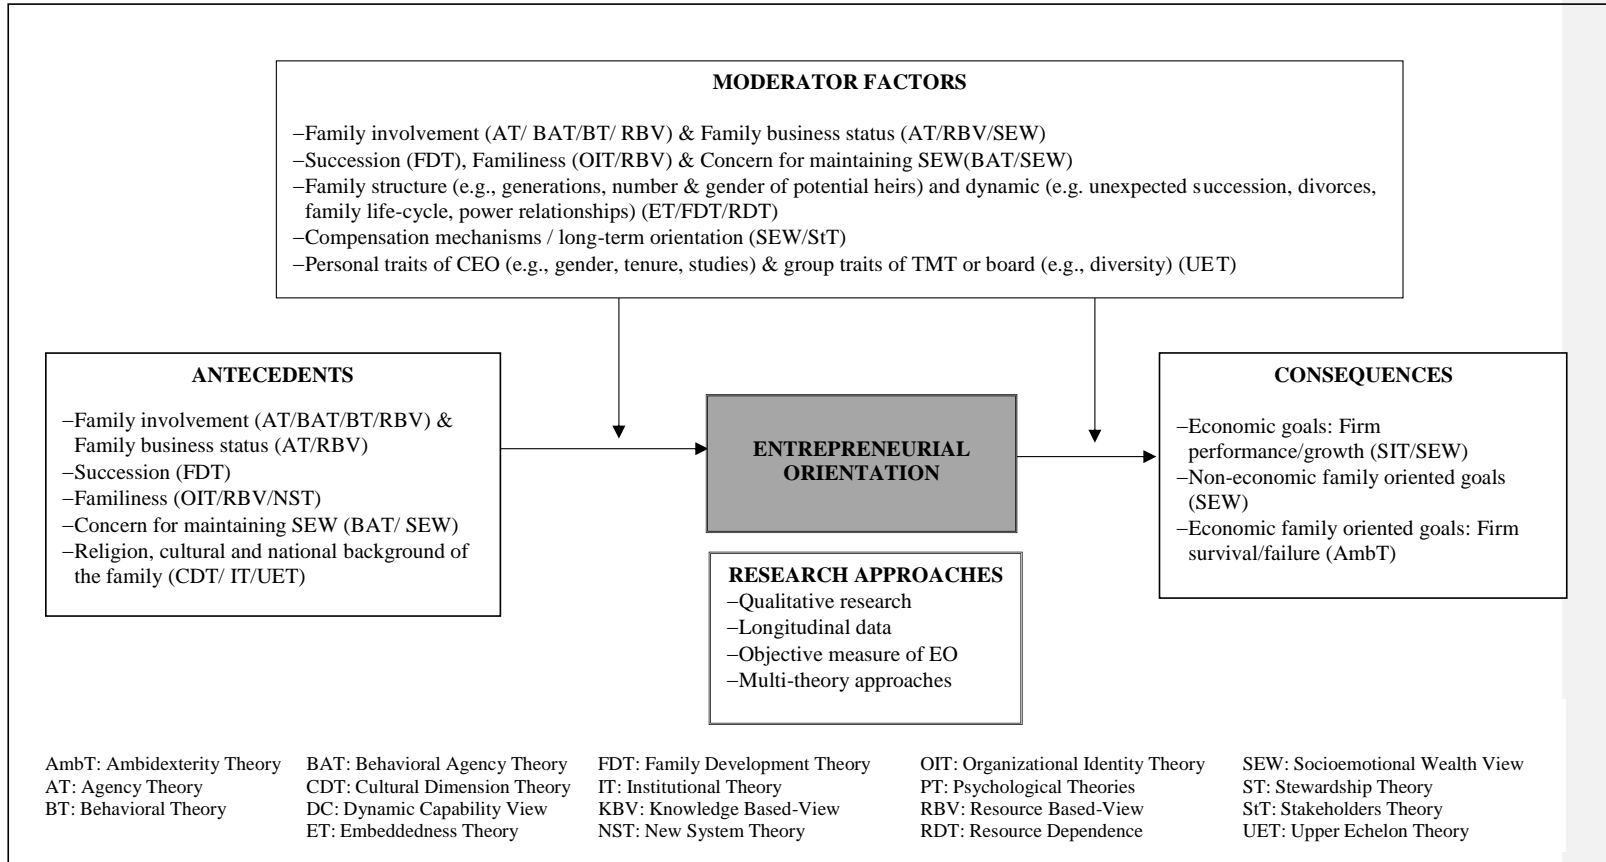 MODERATOR FACTORS
–Family involvement (AT/ BAT/BT/ RBV) & Family business status (AT/RBV/SEW)
–Succession (FDT), Familiness (OIT/RBV) & Concern for maintaining SEW(BAT/SEW)
–Family structure (e.g., generations, number & gender of potential heirs) and dynamic (e.g. unexpected succession, divorces,
family life-cycle, power relationships) (ET/FDT/RDT)
–Compensation mechanisms / long-term orientation (SEW/StT)
–Personal traits of CEO (e.g., gender, tenure, studies) & group traits of TMT or board (e.g., diversity) (UET)
ANTECEDENTS
–Family involvement (AT/BAT/BT/RBV) &
Family business status (AT/RBV)
–Succession (FDT)
–Familiness (OIT/RBV/NST)
–Concern for maintaining SEW (BAT/ SEW)
–Religion, cultural and national background of
the family (CDT/ IT/UET)
ENTREPRENEURIAL
ORIENTATION
CONSEQUENCES
–Economic goals: Firm
performance/growth (SIT/SEW)
–Non-economic family oriented goals
(SEW)
–Economic family oriented goals: Firm
survival/failure (AmbT)
RESEARCH APPROACHES
–Qualitative research
–Longitudinal data
–Objective measure of EO
–Multi-theory approaches
AmbT: Ambidexterity Theory
AT: Agency Theory
BT: Behavioral Theory
BAT: Behavioral Agency Theory
CDT: Cultural Dimension Theory
DC: Dynamic Capability View
ET: Embeddedness Theory
FDT: Family Development Theory
IT: Institutional Theory
KBV: Knowledge Based-View
NST: New System Theory
OIT: Organizational Identity Theory
PT: Psychological Theories
RBV: Resource Based-View
RDT: Resource Dependence
SEW: Socioemotional Wealth View
ST: Stewardship Theory
StT: Stakeholders Theory
UET: Upper Echelon Theory